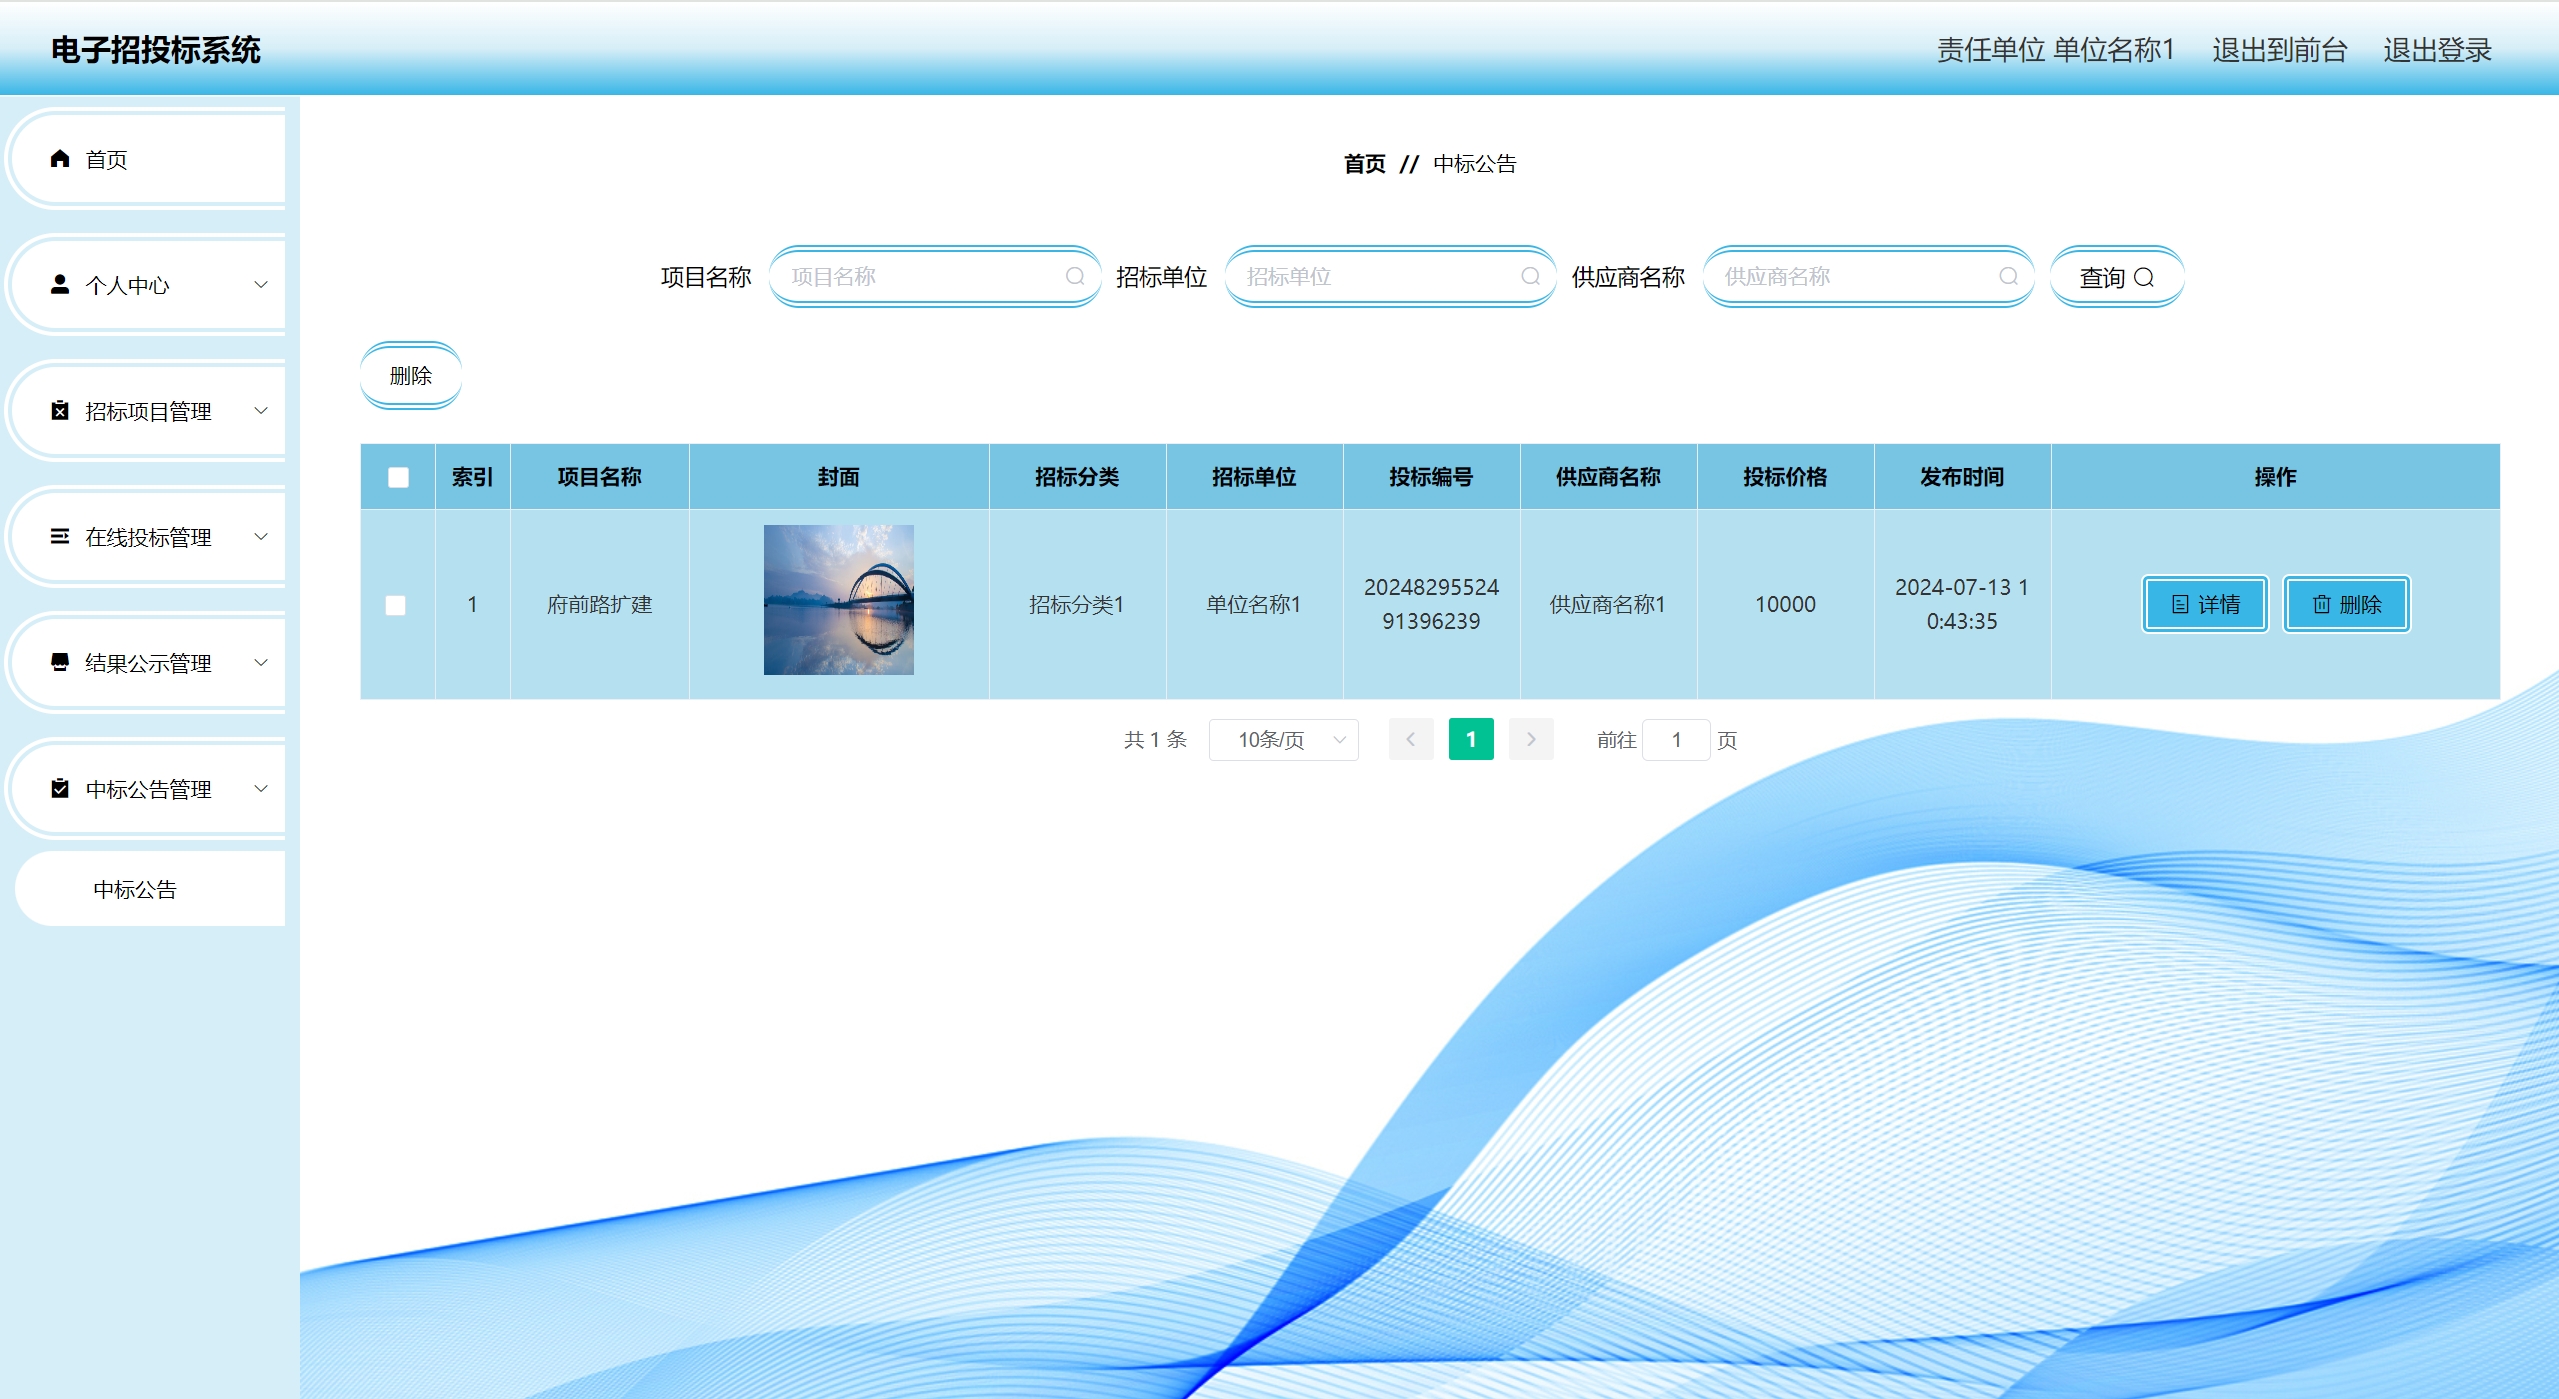 电子招投标系统
责任单位 单位名称1 退出到前台 退出登录
首页
个人中心
招标项目管理
在线投标管理
结果公示管理
中标公告管理
中标公告
首页 // 中标公告
项目名称 项目名称 招标单位 招标单位 供应商名称 供应商名称 查询
删除
索引 项目名称 封面 招标分类 招标单位 投标编号 供应商名称 投标价格 发布时间 操作
1 府前路扩建 招标分类1 单位名称1 20248295524 供应商名称1 10000 2024-07-13 1 详情 删除
91396239 0:43:35
共 1 条 10条/页 1 前往 1 页